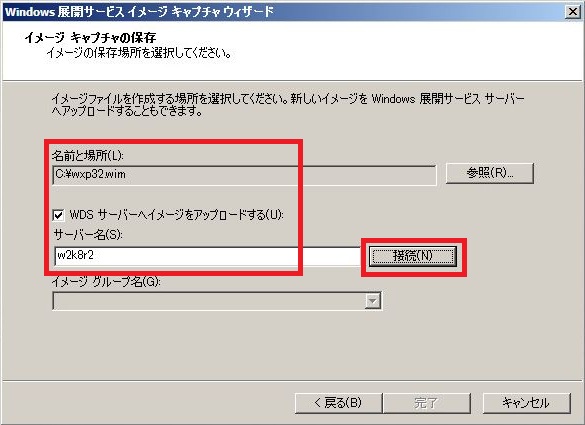 Windows 展開サービス イメージ キャプチャ ウィザード
イメージ キャプチャの保存
イメージの保存場所を選択してください。
イメージファイルを作成する場所を選択してください。新しいイメージを Windows 展開サービス サーバー
へアップロードすることもできます。
名前と場所(L):
C:¥wxp32.wim
参照(R)...
WDS サーバーへイメージをアップロードする(U):
サーバー名(S):
w2k8r2
接続(N)
イメージ グループ名(G):
< 戻る(B)
完了
キャンセル